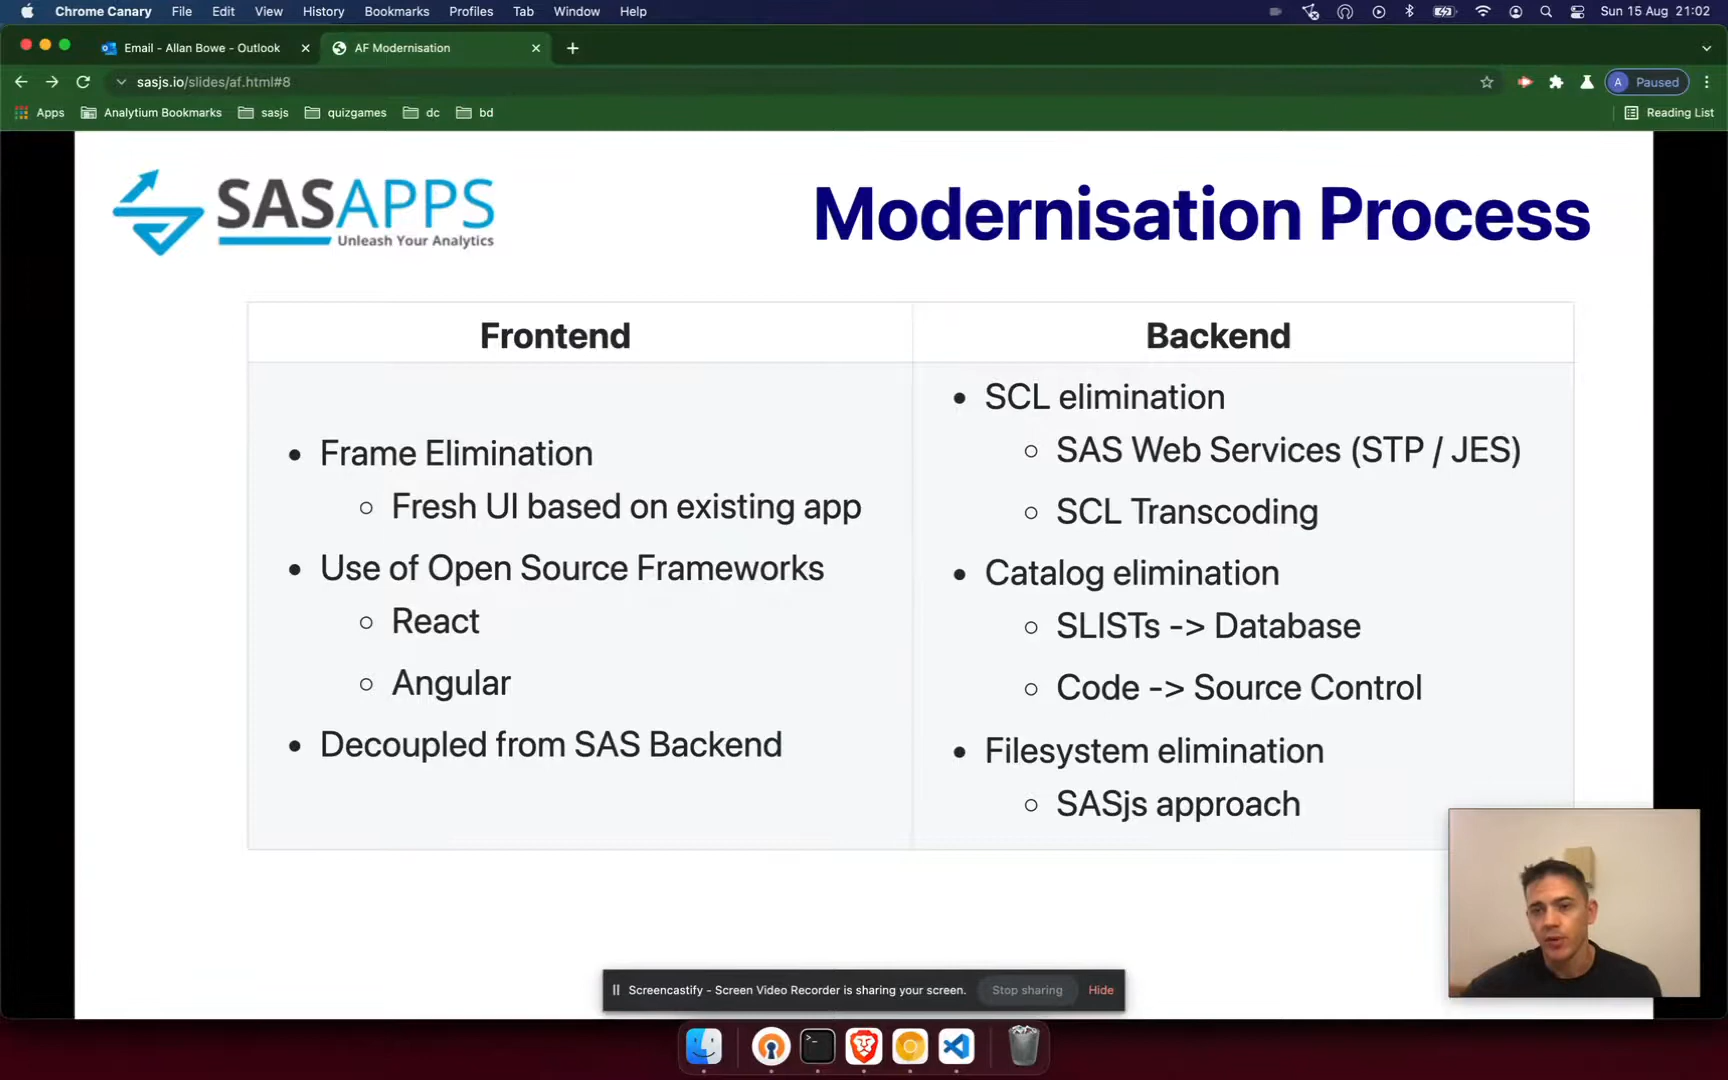 Chrome Canary File Edit View History Bookmarks Profiles Tab Window Help Sun 15 Aug 21:02
Email - Allan Bowe - Outlook AF Modernisation
sasjs.io/slides/af.html#8 A Paused
Apps Analytium Bookmarks sasjs quizgames dc bd Reading List
SASAPPS
Unleash Your Analytics
Modernisation Process
Frontend
Frame Elimination
Fresh UI based on existing app
Use of Open Source Frameworks
React
Angular
Decoupled from SAS Backend
Backend
SCL elimination
SAS Web Services (STP / JES)
SCL Transcoding
Catalog elimination
SLISTs -> Database
Code -> Source Control
Filesystem elimination
SASjs approach
Screencastify - Screen Video Recorder is sharing your screen. Stop sharing Hide